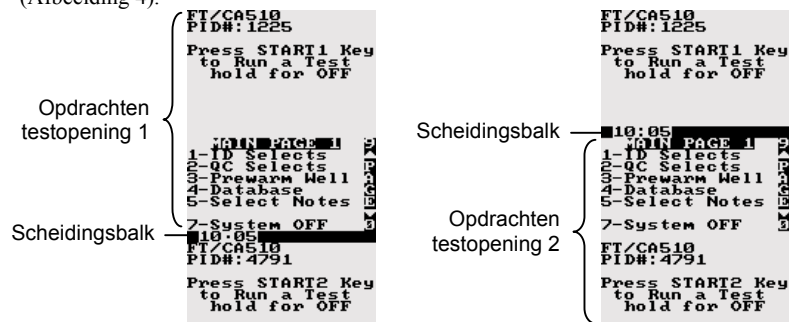 (Afbeelding 4).
FT/CA510
PID#:1225
Press START1 Key
to Run a Test
hold for OFF
Opdrachten
testopening 1
MAIN PAGE 1 9
1-ID Selects
2-QC Selects P
3-Prewarm Well A
4-Database G
5-Select Notes E
7-System OFF 0
Scheidingsbalk
10:05
FT/CA510
PID#:4791
Press START2 Key
to Run a Test
hold for OFF
FT/CA510
PID#:1225
Press START1 Key
to Run a Test
hold for OFF
Scheidingsbalk
10:05
MAIN PAGE 1 9
1-ID Selects
2-QC Selects P
3-Prewarm Well A
4-Database G
5-Select Notes E
Opdrachten
testopening 2
7-System OFF 0
FT/CA510
PID#:4791
Press START2 Key
to Run a Test
hold for OFF